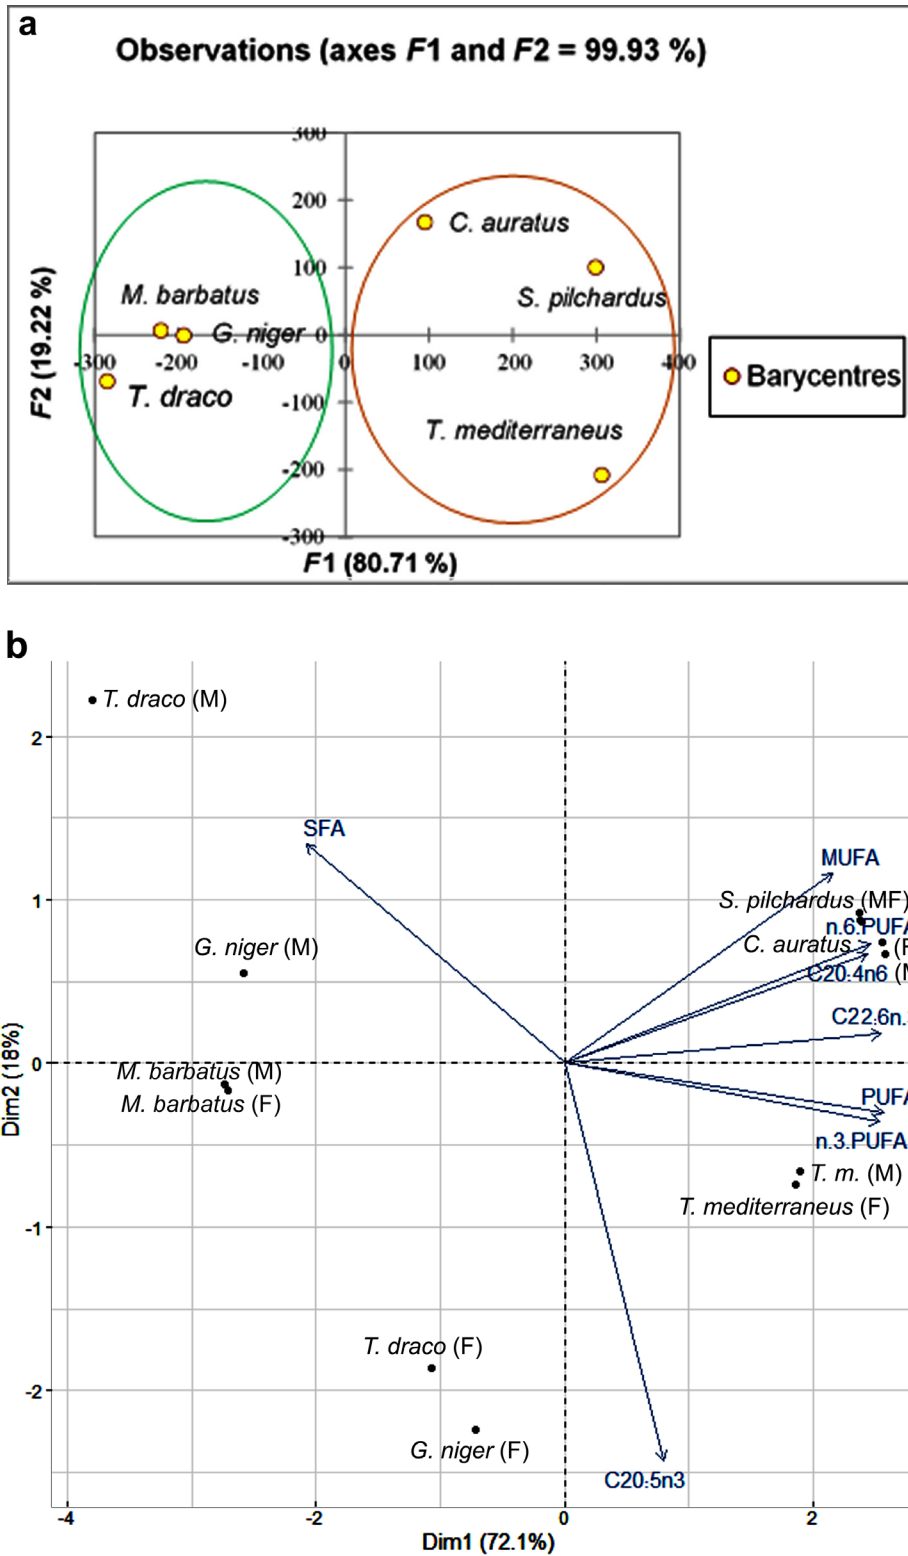 a
Observations (axes F1 and F2 = 99.93 %)
300
200
C. auratus
100
M. barbatus
S. pilchardus
G. niger
0
-300 -200 -100 0 100 200 300 400
T. draco
-100
T. mediterraneus
-200
-300
F2 (19.22 %)
F1 (80.71 %)
Barycentres
b
T. draco (M)
2
SFA
MUFA
1
S. pilchardus (MF)
n.6.PUFA
G. niger (M)
C. auratus (F
C20:4n6 (M
C22:6n.
0
M. barbatus (M)
M. barbatus (F)
PUFA
n.3.PUFA
T. m. (M)
T. mediterraneus (F)
-1
T. draco (F)
-2
G. niger (F)
C20:5n3
-4 -2 0 2
Dim2 (18%)
Dim1 (72.1%)